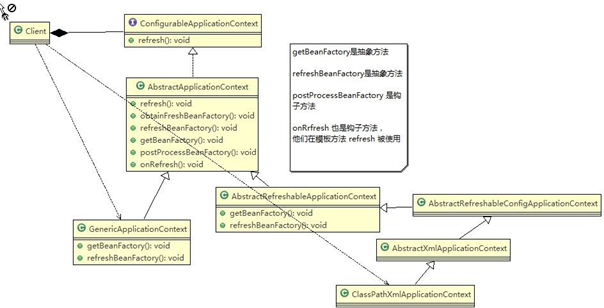 Client
ConfigurableApplicationContext
refresh(): void
AbstractApplicationContext
refresh(): void
obtainFreshBeanFactory(): void
refreshBeanFactory(): void
getBeanFactory(): void
postProcessBeanFactory(): void
onRefresh(): void
getBeanFactory是抽象方法
refreshBeanFactory是抽象方法
postProcessBeanFactory 是钩
子方法
onRrfresh 也是钩子方法，
他们在模板方法 refresh 被使用
AbstractRefreshableApplicationContext
getBeanFactory(): void
refreshBeanFactory(): void
AbstractRefreshableConfigApplicationContext
GenericApplicationContext
getBeanFactory(): void
refreshBeanFactory(): void
AbstractXmlApplicationContext
ClassPathXmlApplicationContext